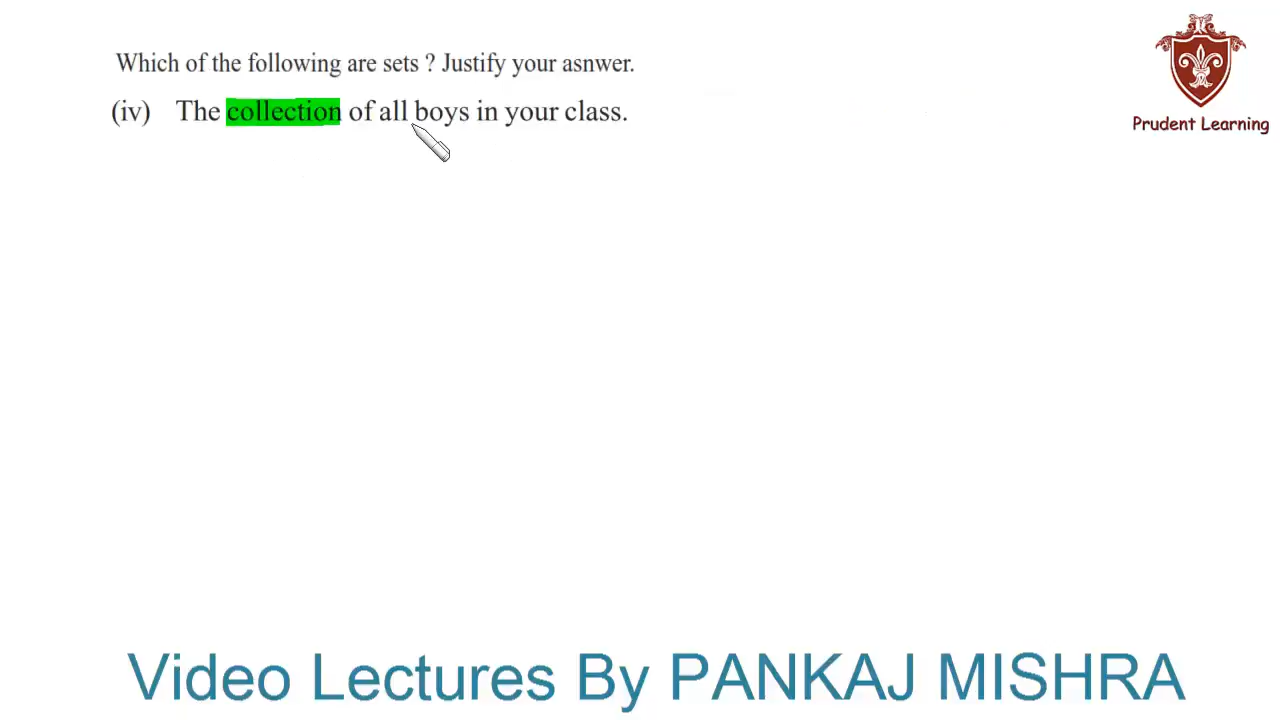 Which of the following are sets ? Justify your asnwer.
(iv) The collection of all boys in your class.
Prudent Learning
Video Lectures By PANKAJ MISHRA